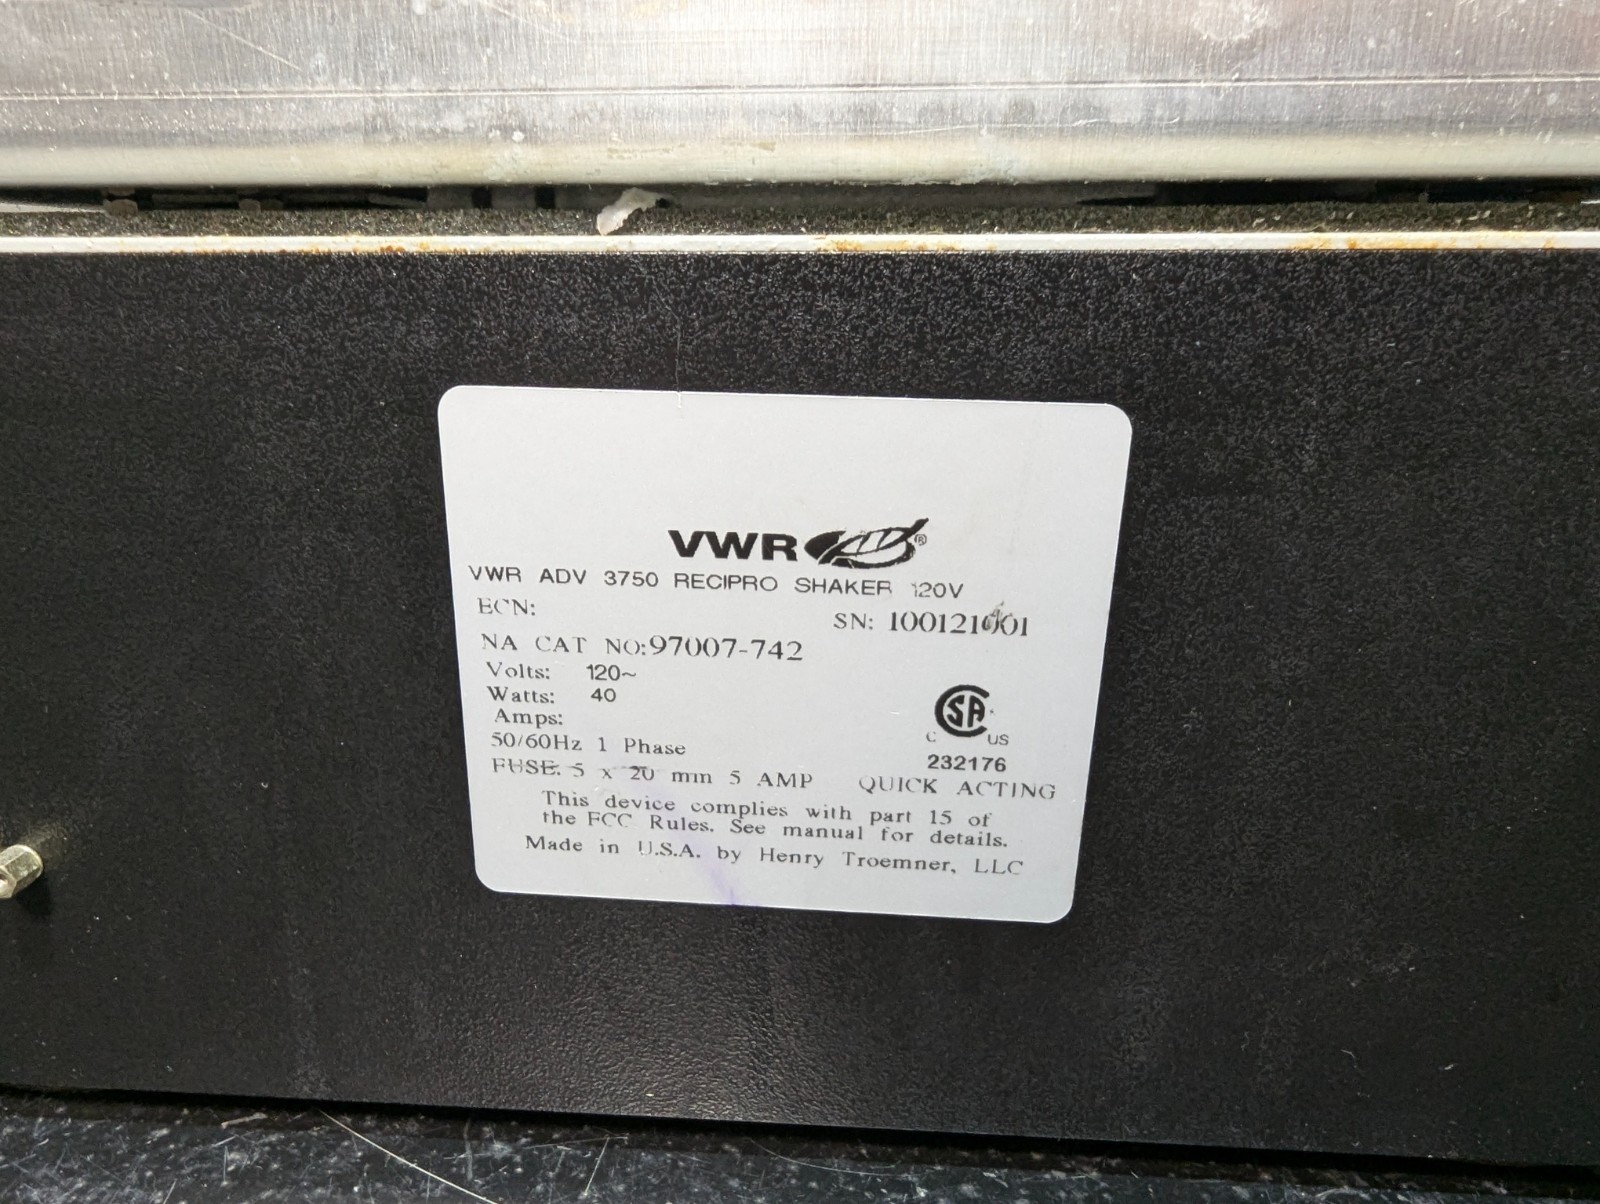 VWR®
VWR ADV 3750 RECIPRO SHAKER 120V
ECN:
SN: 100121001
NA CAT NO:97007-742
Volts: 120~
Watts: 40
Amps:
50/60Hz 1 Phase
C SA US
232176
FUSE. 5 x 20 mm 5 AMP QUICK ACTING
This device complies with part 15 of
the FCC Rules. See manual for details.
Made in U.S.A. by Henry Troemner, LLC